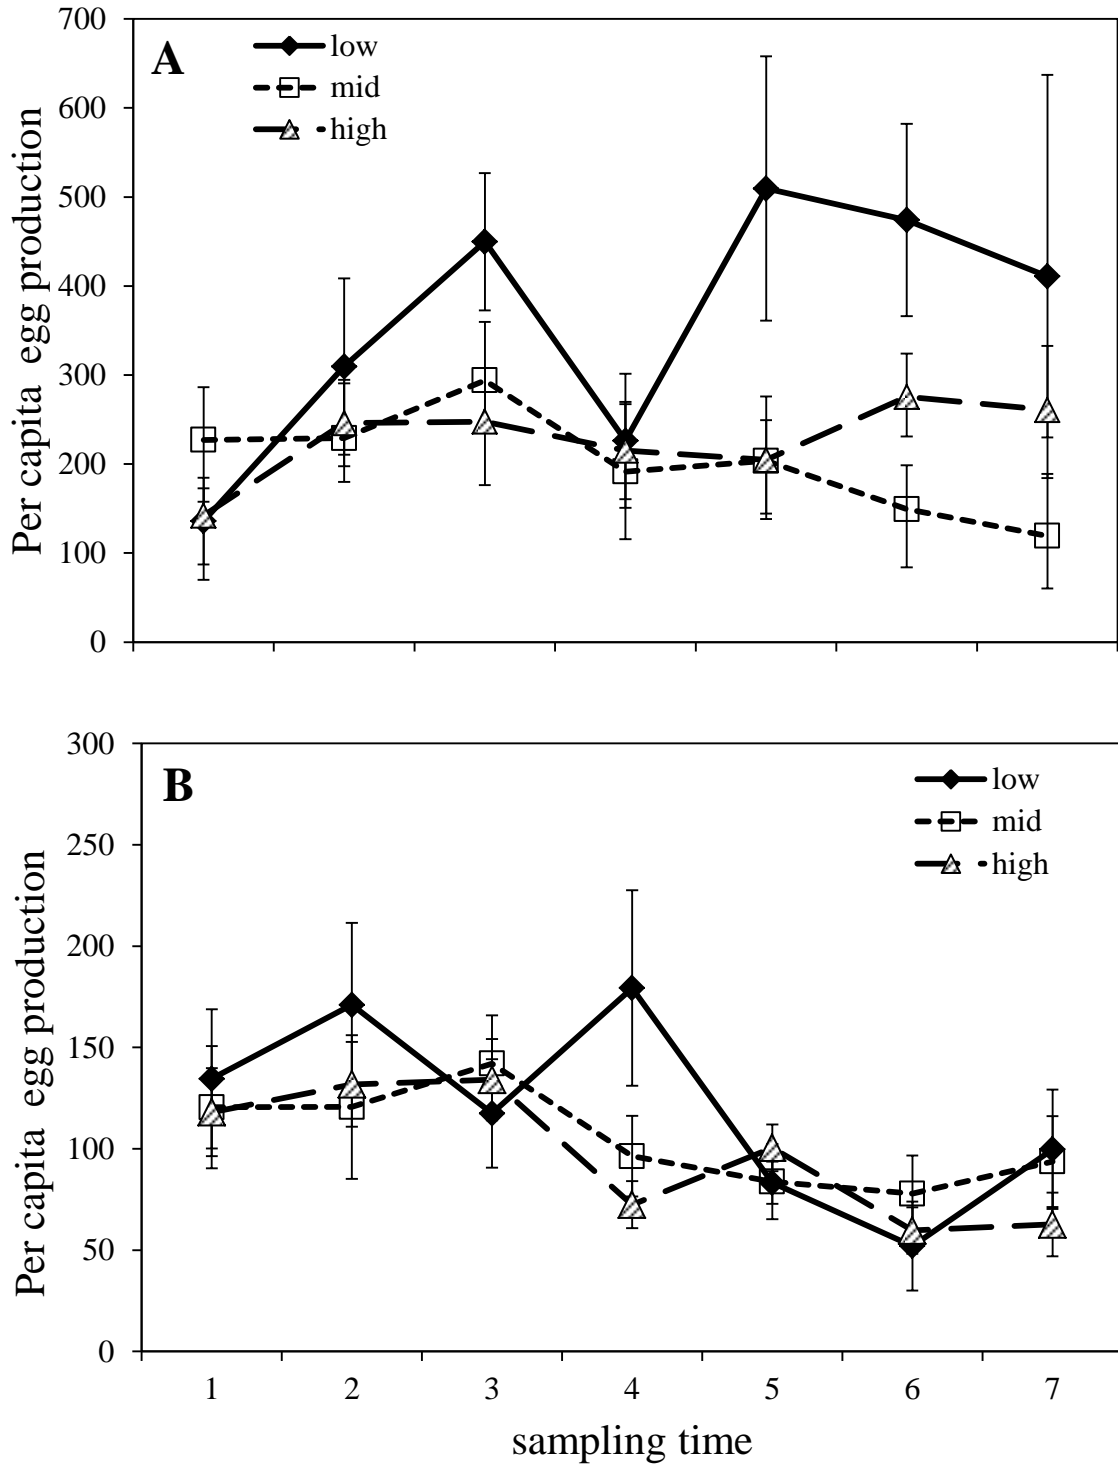 A
low
mid
high
Per capita egg production
700
600
500
400
300
200
100
0
B
low
mid
high
Per capita egg production
300
250
200
150
100
50
0
1 2 3 4 5 6 7
sampling time